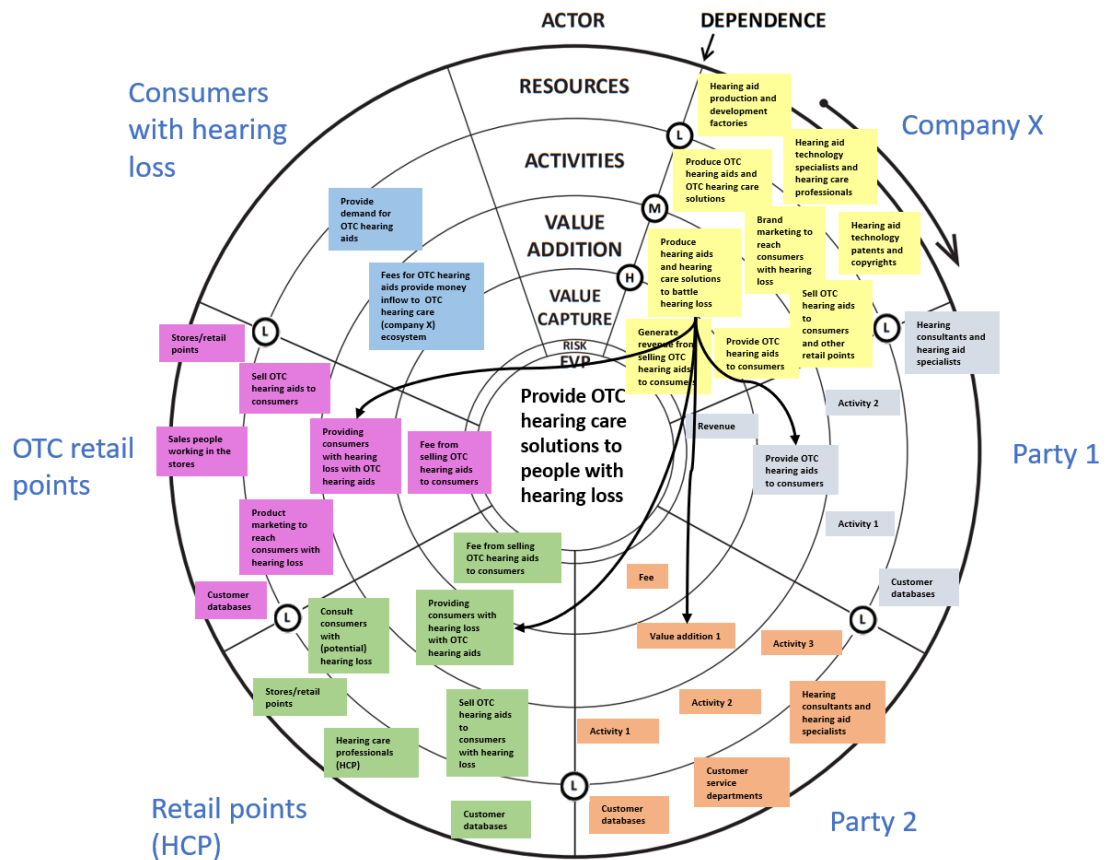 ACTOR
DEPENDENCE
RESOURCES
ACTIVITIES
VALUE
ADDITION
VALUE
CAPTURE
RISK
EVP
Provide OTC
hearing care
solutions to
people with
hearing loss
L
M
H
Company X
Hearing aid
production and
development
factories
Hearing aid
technology
specialists and
hearing care
professionals
Hearing aid
technology
patents and
copyrights
Produce OTC
hearing aids and
OTC hearing care
solutions
Brand
marketing to
reach
consumers
with hearing
loss
Sell OTC
hearing aids
to
consumers
and other
retail points
Produce
hearing aids
and hearing
care solutions
to battle
hearing loss
Provide OTC
hearing aids
to consumers
Generate
revenue from
selling OTC
hearing aids
to consumers
L
Party 1
Hearing
consultants and
hearing aid
specialists
Activity 2
Revenue
Provide OTC
hearing aids
to consumers
Activity 1
Customer
databases
L
Party 2
Fee
Value addition 1
Activity 3
Activity 2
Activity 1
Hearing
consultants and
hearing aid
specialists
Customer
service
departments
Customer
databases
L
Retail points
(HCP)
Fee from selling
OTC hearing aids
to consumers
Providing
consumers with
hearing loss
with OTC
hearing aids
Consult
consumers
with
(potential)
hearing loss
Stores/retail
points
Sell OTC
hearing aids
to
consumers
with hearing
loss
Hearing care
professionals
(HCP)
Customer
databases
L
OTC retail
points
Stores/retail
points
Sell OTC
hearing aids to
consumers
Sales people
working in the
stores
Providing
consumers
with hearing
loss with OTC
hearing aids
Fee from
selling OTC
hearing aids
to consumers
Product
marketing to
reach
consumers with
hearing loss
Customer
databases
L
Consumers
with hearing
loss
Provide
demand for
OTC hearing
aids
Fees for OTC hearing
aids provide money
inflow to OTC
hearing care
(company X)
ecosystem